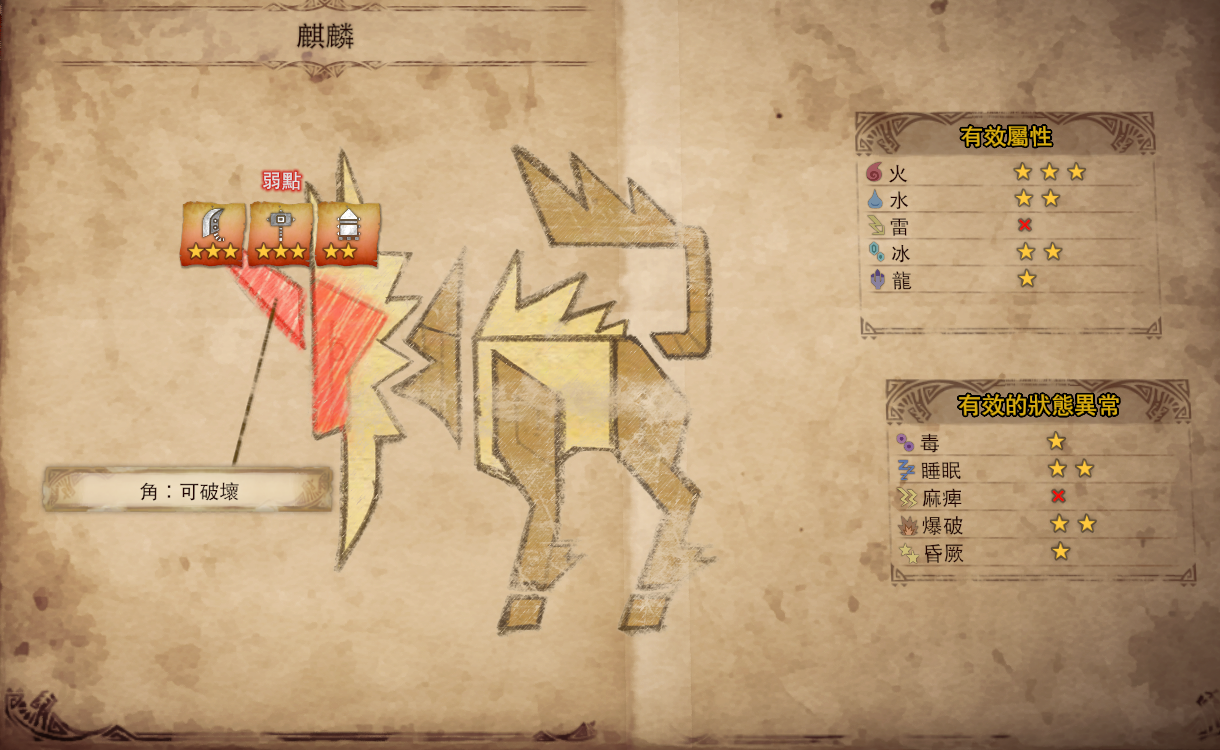 麒麟
弱點
角：可破壞
有效屬性
火
水
雷
冰
龍
有效的狀態異常
毒
睡眠
麻痺
爆破
昏厥